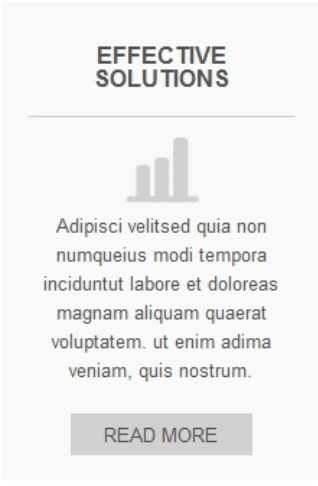 EFFECTIVE
SOLUTIONS
Adipisci velitsed quia non
numqueius modi tempora
inciduntut labore et doloreas
magnam aliquam quaerat
voluptatem. ut enim adima
veniam, quis nostrum.
READ MORE